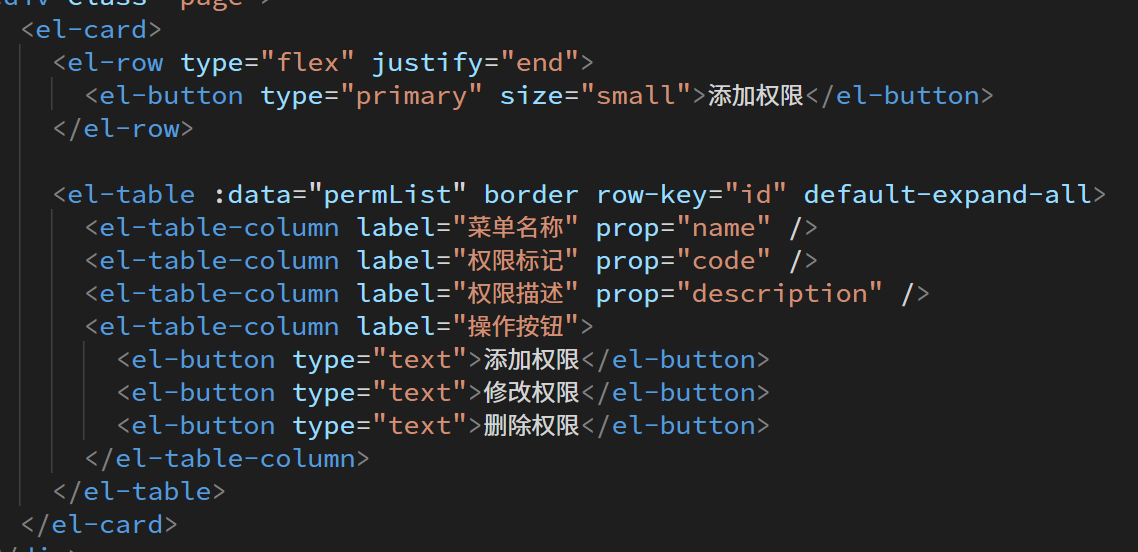 <el-card>
<el-row type="flex" justify="end">
<el-button type="primary" size="small">添加权限</el-button>
</el-row>
<el-table :data="permList" border row-key="id" default-expand-all>
<el-table-column label="菜单名称" prop="name" />
<el-table-column label="权限标记" prop="code" />
<el-table-column label="权限描述" prop="description" />
<el-table-column label="操作按钮">
<el-button type="text">添加权限</el-button>
<el-button type="text">修改权限</el-button>
<el-button type="text">删除权限</el-button>
</el-table-column>
</el-table>
</el-card>